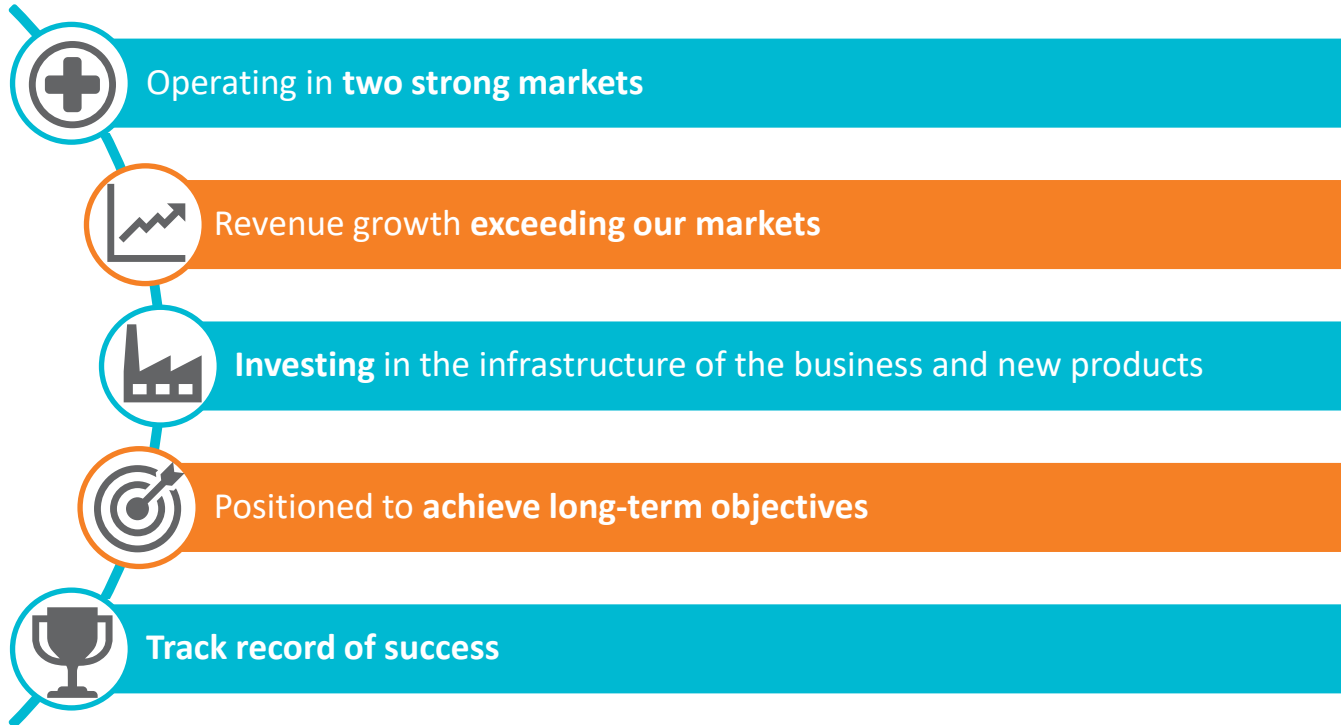 Operating in two strong markets
Revenue growth exceeding our markets
Investing in the infrastructure of the business and new products
Positioned to achieve long-term objectives
Track record of success